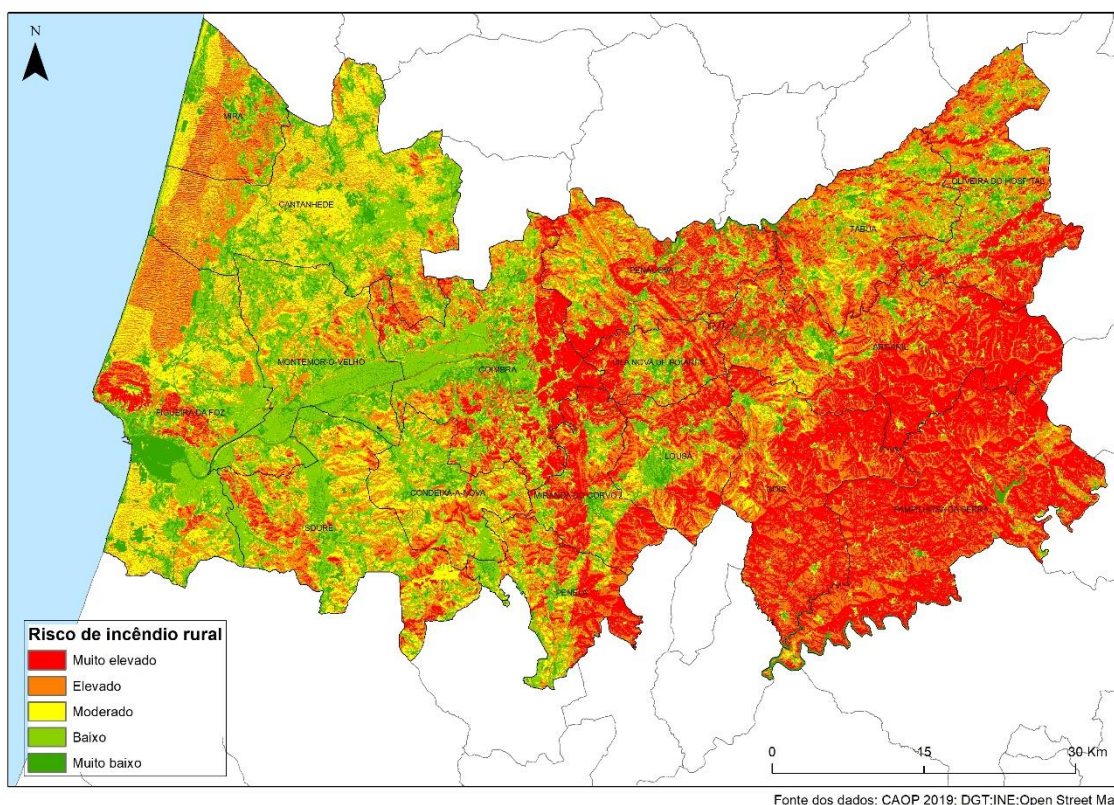 N
MIRA
CANTANHEDE
OLIVEIRA DO HOSPITAL
TÁBUA
PENACOVA
ARGANIL
MONTEMOR-O-VELHO
VILA NOVA DE POIARES
COIMBRA
FIGUEIRA DA FOZ
LOUSÃ
CONDEIXA-A-NOVA
MIRANDA DO CORVO
GÓIS
PAMPILHOSA DA SERRA
SOURE
PENELA
Risco de incêndio rural
Muito elevado
Elevado
Moderado
Baixo
Muito baixo
0 15 30 Km
Fonte dos dados: CAOP 2019; DGT;INE;Open Street Ma